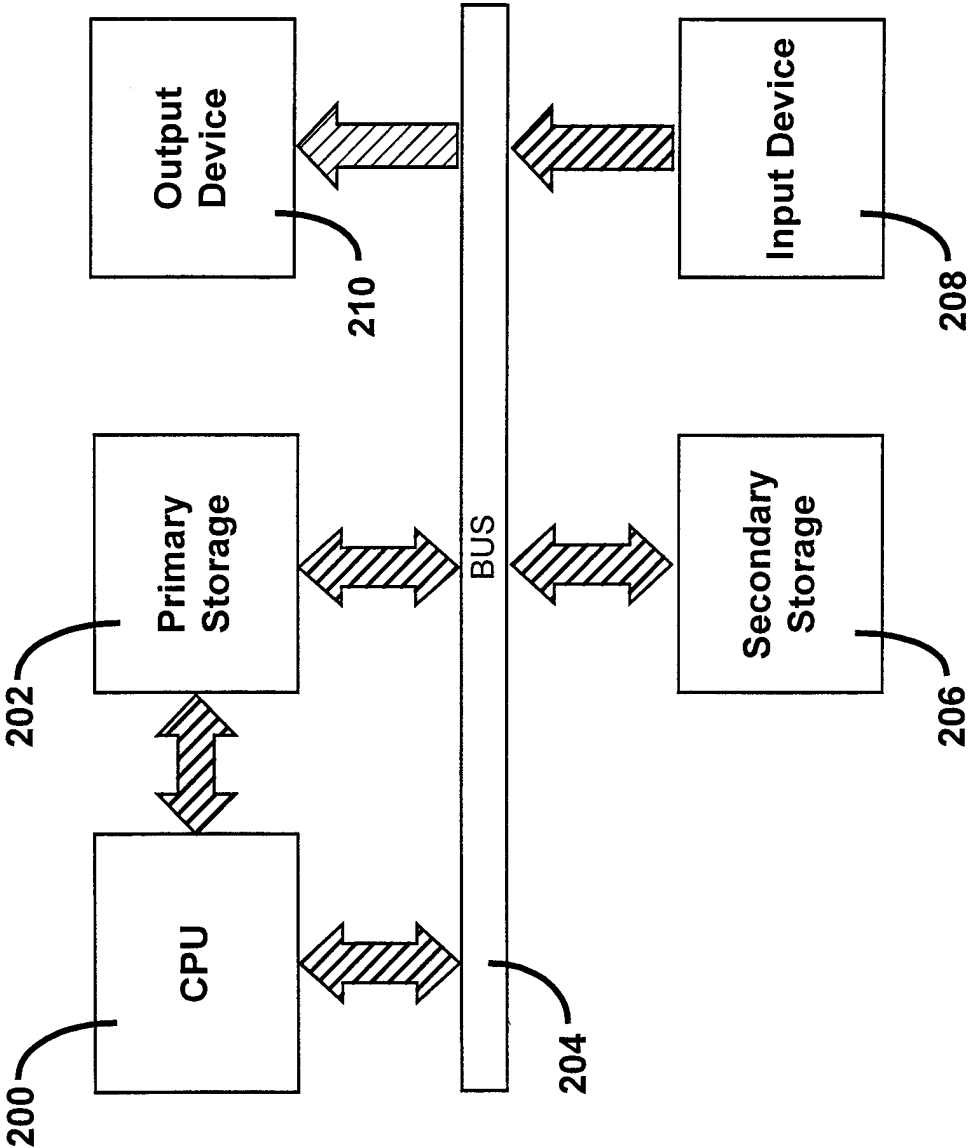 200
202
CPU
Primary
Storage
Output
Device
210
BUS
204
Secondary
Storage
Input Device
206
208